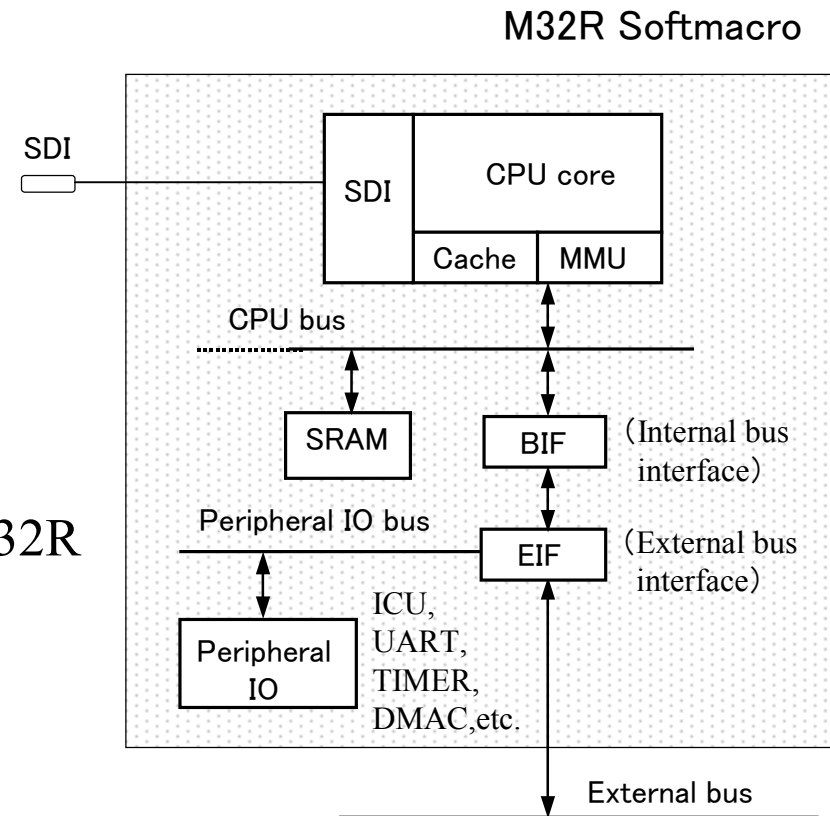 M32R Softmacro
SDI
SDI
CPU core
Cache
MMU
CPU bus
SRAM
BIF
（Internal bus
interface）
32R
Peripheral IO bus
EIF
（External bus
interface）
Peripheral
IO
ICU,
UART,
TIMER,
DMAC,etc.
External bus